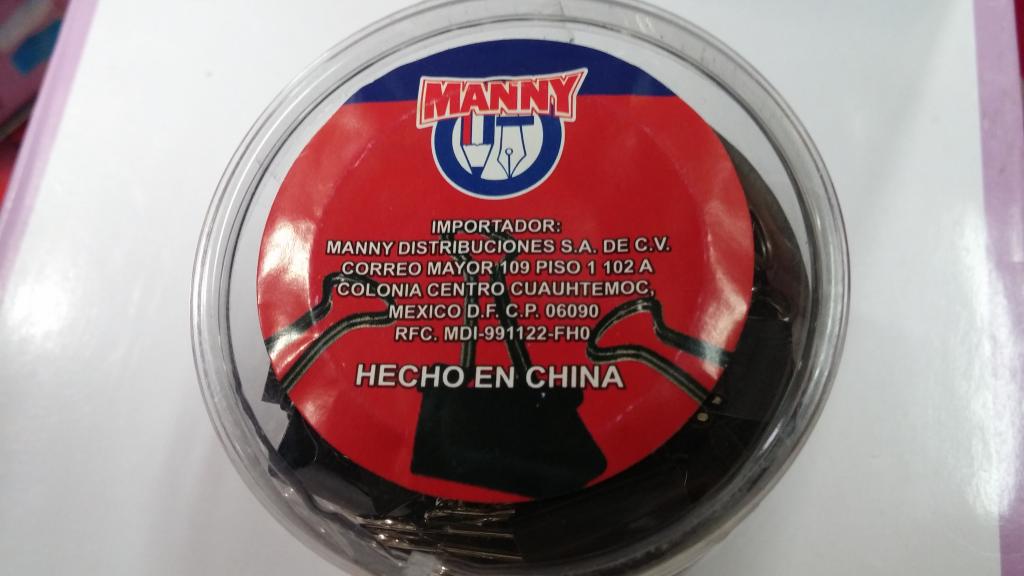 MANNY
IMPORTADOR:
MANNY DISTRIBUCIONES S.A. DE C.V.
CORREO MAYOR 109 PISO 1 102 A
COLONIA CENTRO CUAUHTEMOC,
MEXICO D.F. C.P. 06090
RFC. MDI-991122-FH0
HECHO EN CHINA